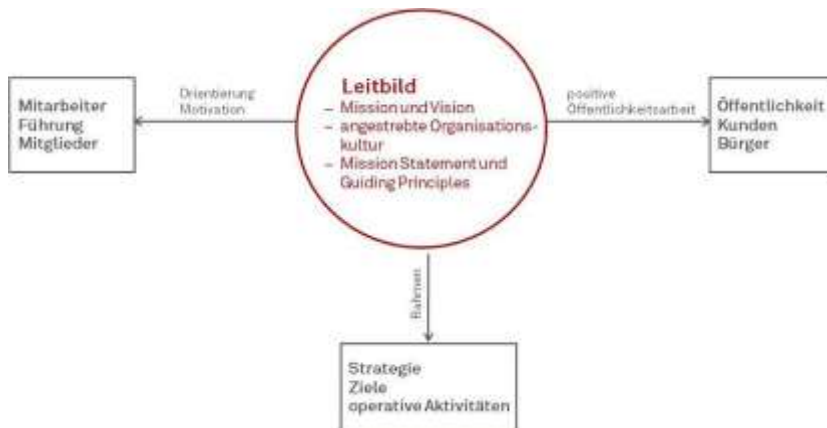 Leitbild
– Mission und Vision
– angestrebte Organisations-
kultur
– Mission Statement und
Guiding Principles
Orientierung
Motivation
Mitarbeiter
Führung
Mitglieder
positive
Öffentlichkeitsarbeit
Öffentlichkeit
Kunden
Bürger
Rahmen
Strategie
Ziele
operative Aktivitäten